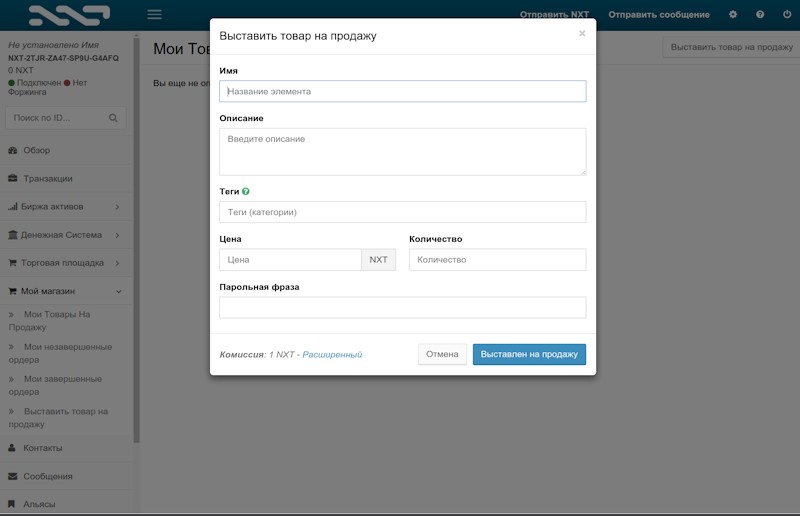 Отправить NXT
Отправить сообщение
Не установлено Имя
NXT-2TJR-ZA47-SP9U-G4AFQ
0 NXT
Подключен Нет
Форжинга
Поиск по ID...
Обзор
Транзакции
Биржа активов
Денежная Система
Торговая площадка
Мой магазин
Мои Товары На
Продажу
Мои незавершенные
ордера
Мои завершенные
ордера
Выставить товар на
продажу
Контакты
Сообщения
Альясы
Мои То
Выставить товар на продажу
Вы еще не оп
Выставить товар на продажу
×
Имя
Название элемента
Описание
Введите описание
Теги
Теги (категории)
Цена
Количество
Цена
NXT
Количество
Парольная фраза
Комиссия: 1 NXT - Расширенный
Отмена
Выставлен на продажу